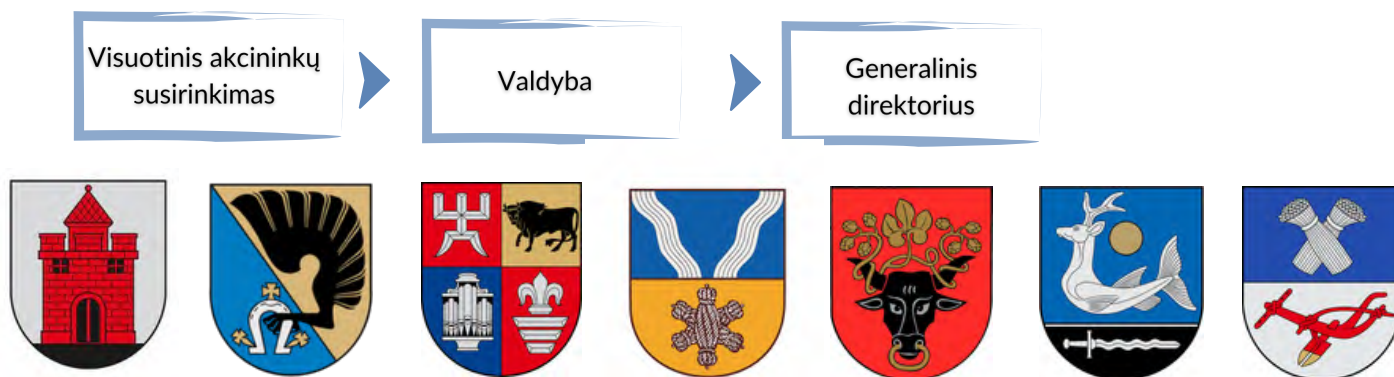 Visuotinis akcininkų
susirinkimas
Valdyba
Generalinis
direktorius